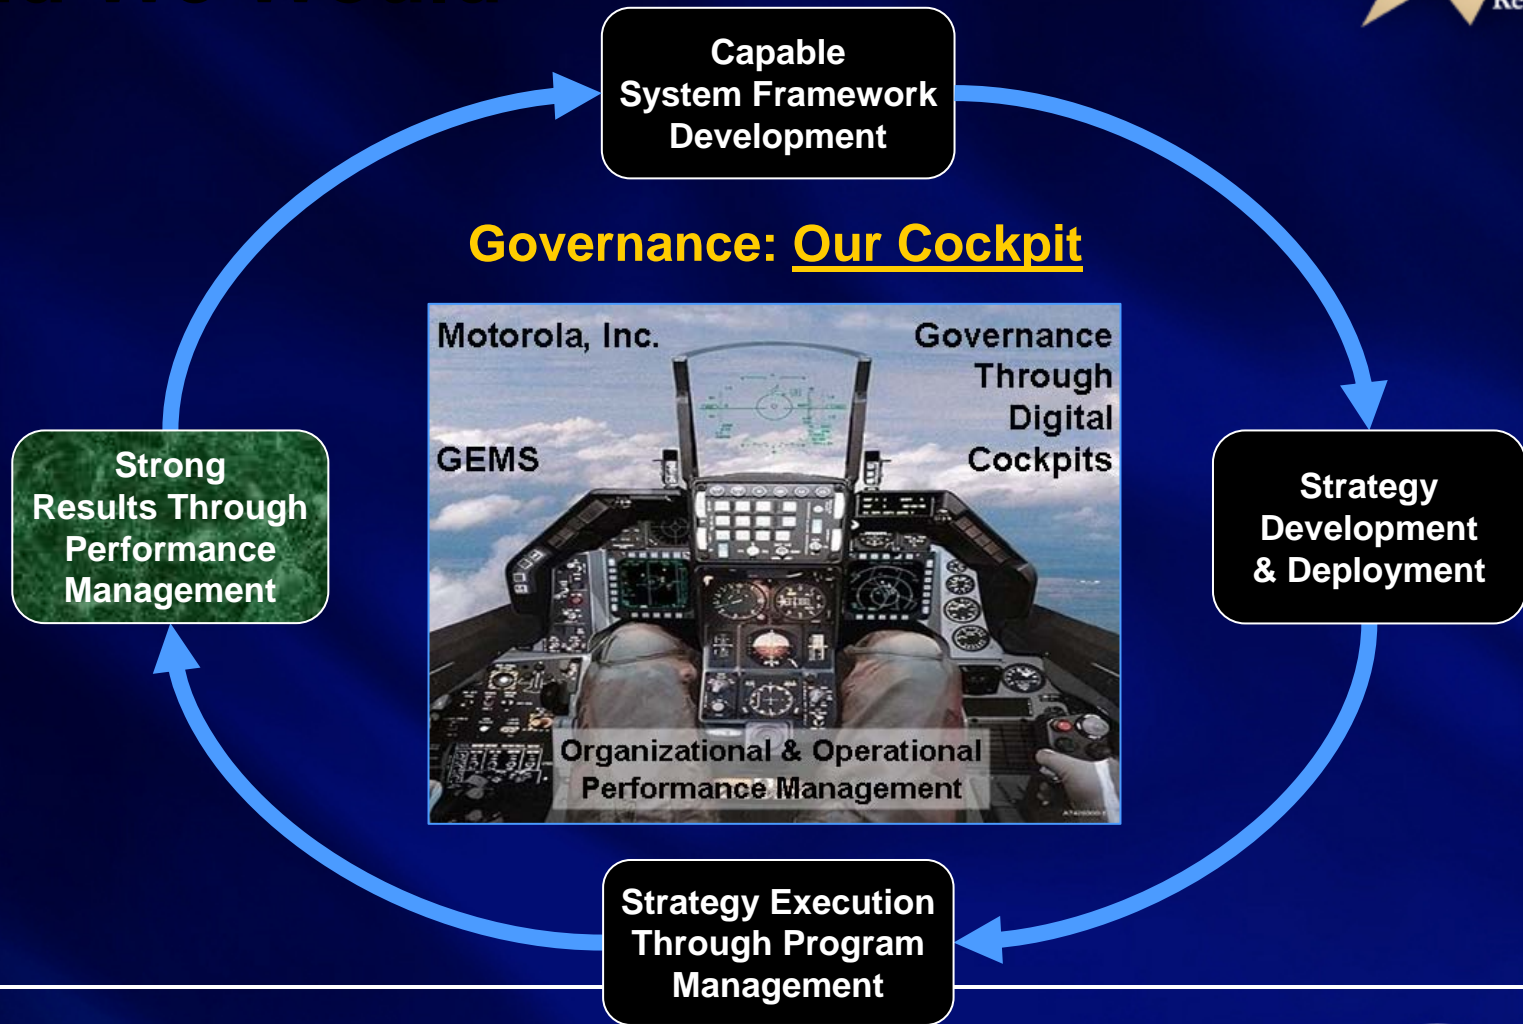 Capable
System Framework
Development
Governance: Our Cockpit
Motorola, Inc.
GEMS
Governance
Through
Digital
Cockpits
Organizational & Operational
Performance Management
Strategy
Development
& Deployment
Strategy Execution
Through Program
Management
Strong
Results Through
Performance
Management